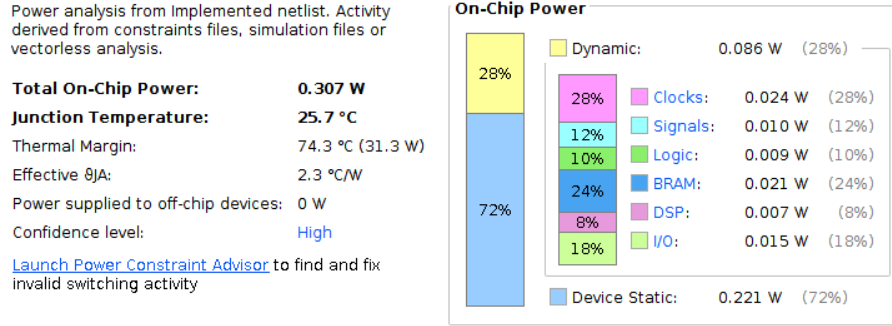 Power analysis from Implemented netlist. Activity
derived from constraints files, simulation files or
vectorless analysis.
Total On-Chip Power: 0.307 W
Junction Temperature: 25.7 °C
Thermal Margin: 74.3 °C (31.3 W)
Effective ϑJA: 2.3 °C/W
Power supplied to off-chip devices: 0 W
Confidence level: High
Launch Power Constraint Advisor to find and fix
invalid switching activity
On-Chip Power
28%
72%
Dynamic: 0.086 W (28%)
28% Clocks: 0.024 W (28%)
12% Signals: 0.010 W (12%)
10% Logic: 0.009 W (10%)
24% BRAM: 0.021 W (24%)
8% DSP: 0.007 W (8%)
18% I/O: 0.015 W (18%)
Device Static: 0.221 W (72%)